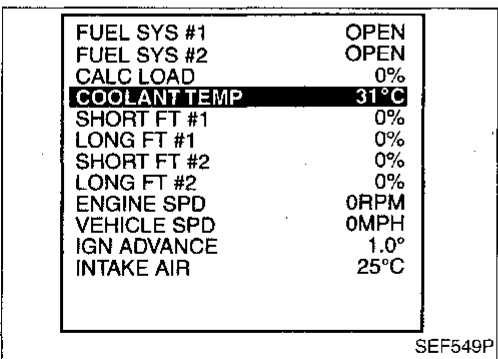 FUEL SYS #1 OPEN
FUEL SYS #2 OPEN
CALC LOAD 0%
COOLANT TEMP 31°C
SHORT FT #1 0%
LONG FT #1 0%
SHORT FT #2 0%
LONG FT #2 0%
ENGINE SPD 0RPM
VEHICLE SPD 0MPH
IGN ADVANCE 1.0°
INTAKE AIR 25°C
SEF549P